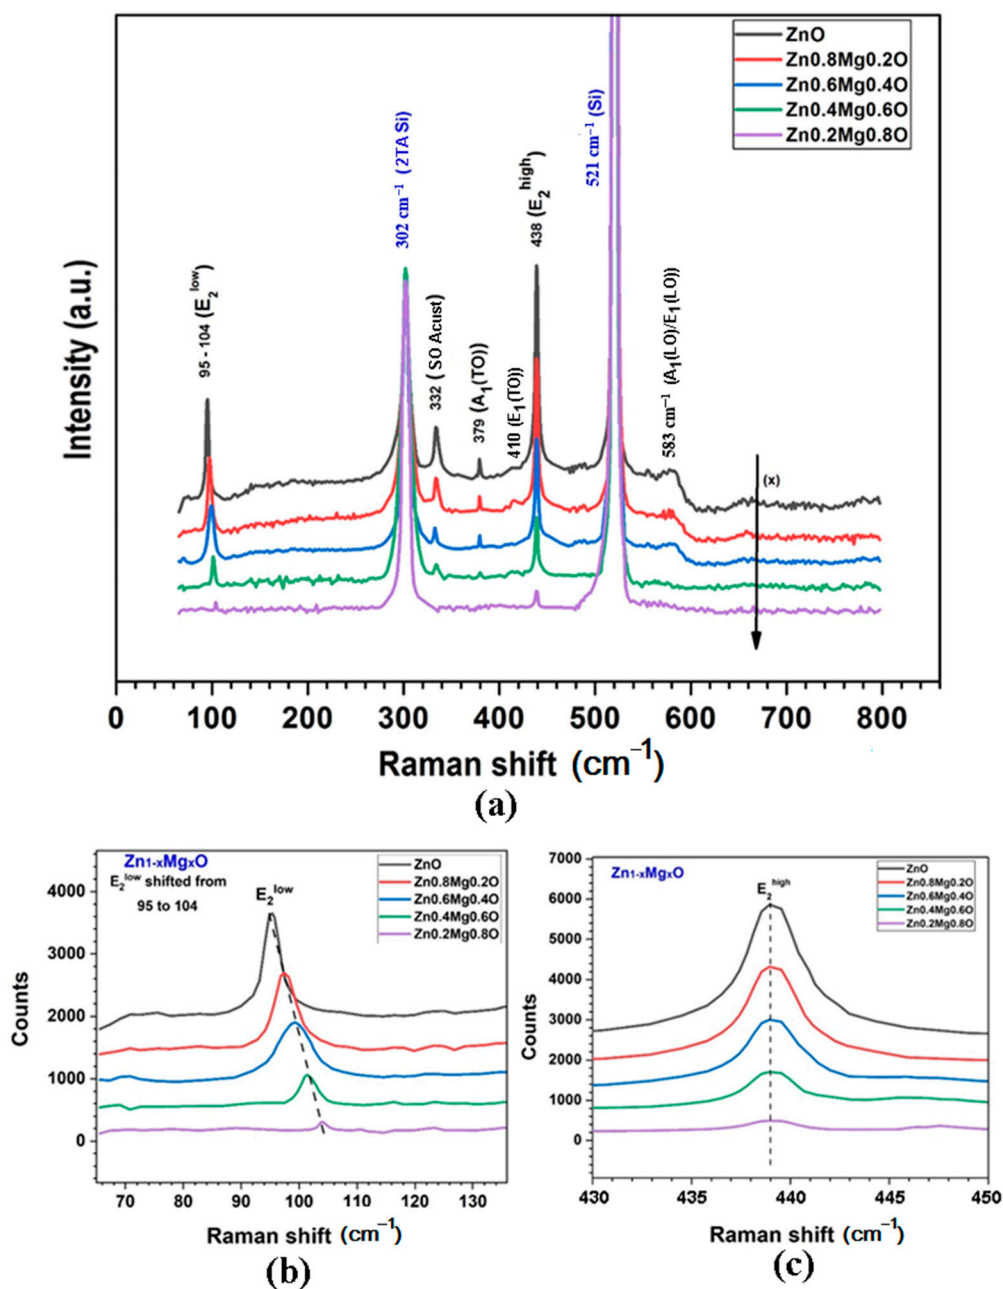 ZnO
Zn0.8Mg0.2O
Zn0.6Mg0.4O
Zn0.4Mg0.6O
Zn0.2Mg0.8O
Intensity (a.u.)
95 - 104 (E₂ˡᵒʷ)
302 cm⁻¹ (2TA Si)
332 ( SO Acust)
379 (A₁(TO))
410 (E₁(TO))
438 (E₂ʰⁱᵍʰ)
521 cm⁻¹ (Si)
583 cm⁻¹ (A₁(LO)/E₁(LO))
(x)
0 100 200 300 400 500 600 700 800
Raman shift (cm⁻¹)
(a)
Zn₁₋ₓMgₓO
E₂ˡᵒʷ shifted from
95 to 104
E₂ˡᵒʷ
ZnO
Zn0.8Mg0.2O
Zn0.6Mg0.4O
Zn0.4Mg0.6O
Zn0.2Mg0.8O
Counts
4000
3000
2000
1000
0
70 80 90 100 110 120 130
Raman shift (cm⁻¹)
(b)
Zn₁₋ₓMgₓO
E₂ʰⁱᵍʰ
ZnO
Zn0.8Mg0.2O
Zn0.6Mg0.4O
Zn0.4Mg0.6O
Zn0.2Mg0.8O
Counts
7000
6000
5000
4000
3000
2000
1000
0
430 435 440 445 450
Raman shift (cm⁻¹)
(c)